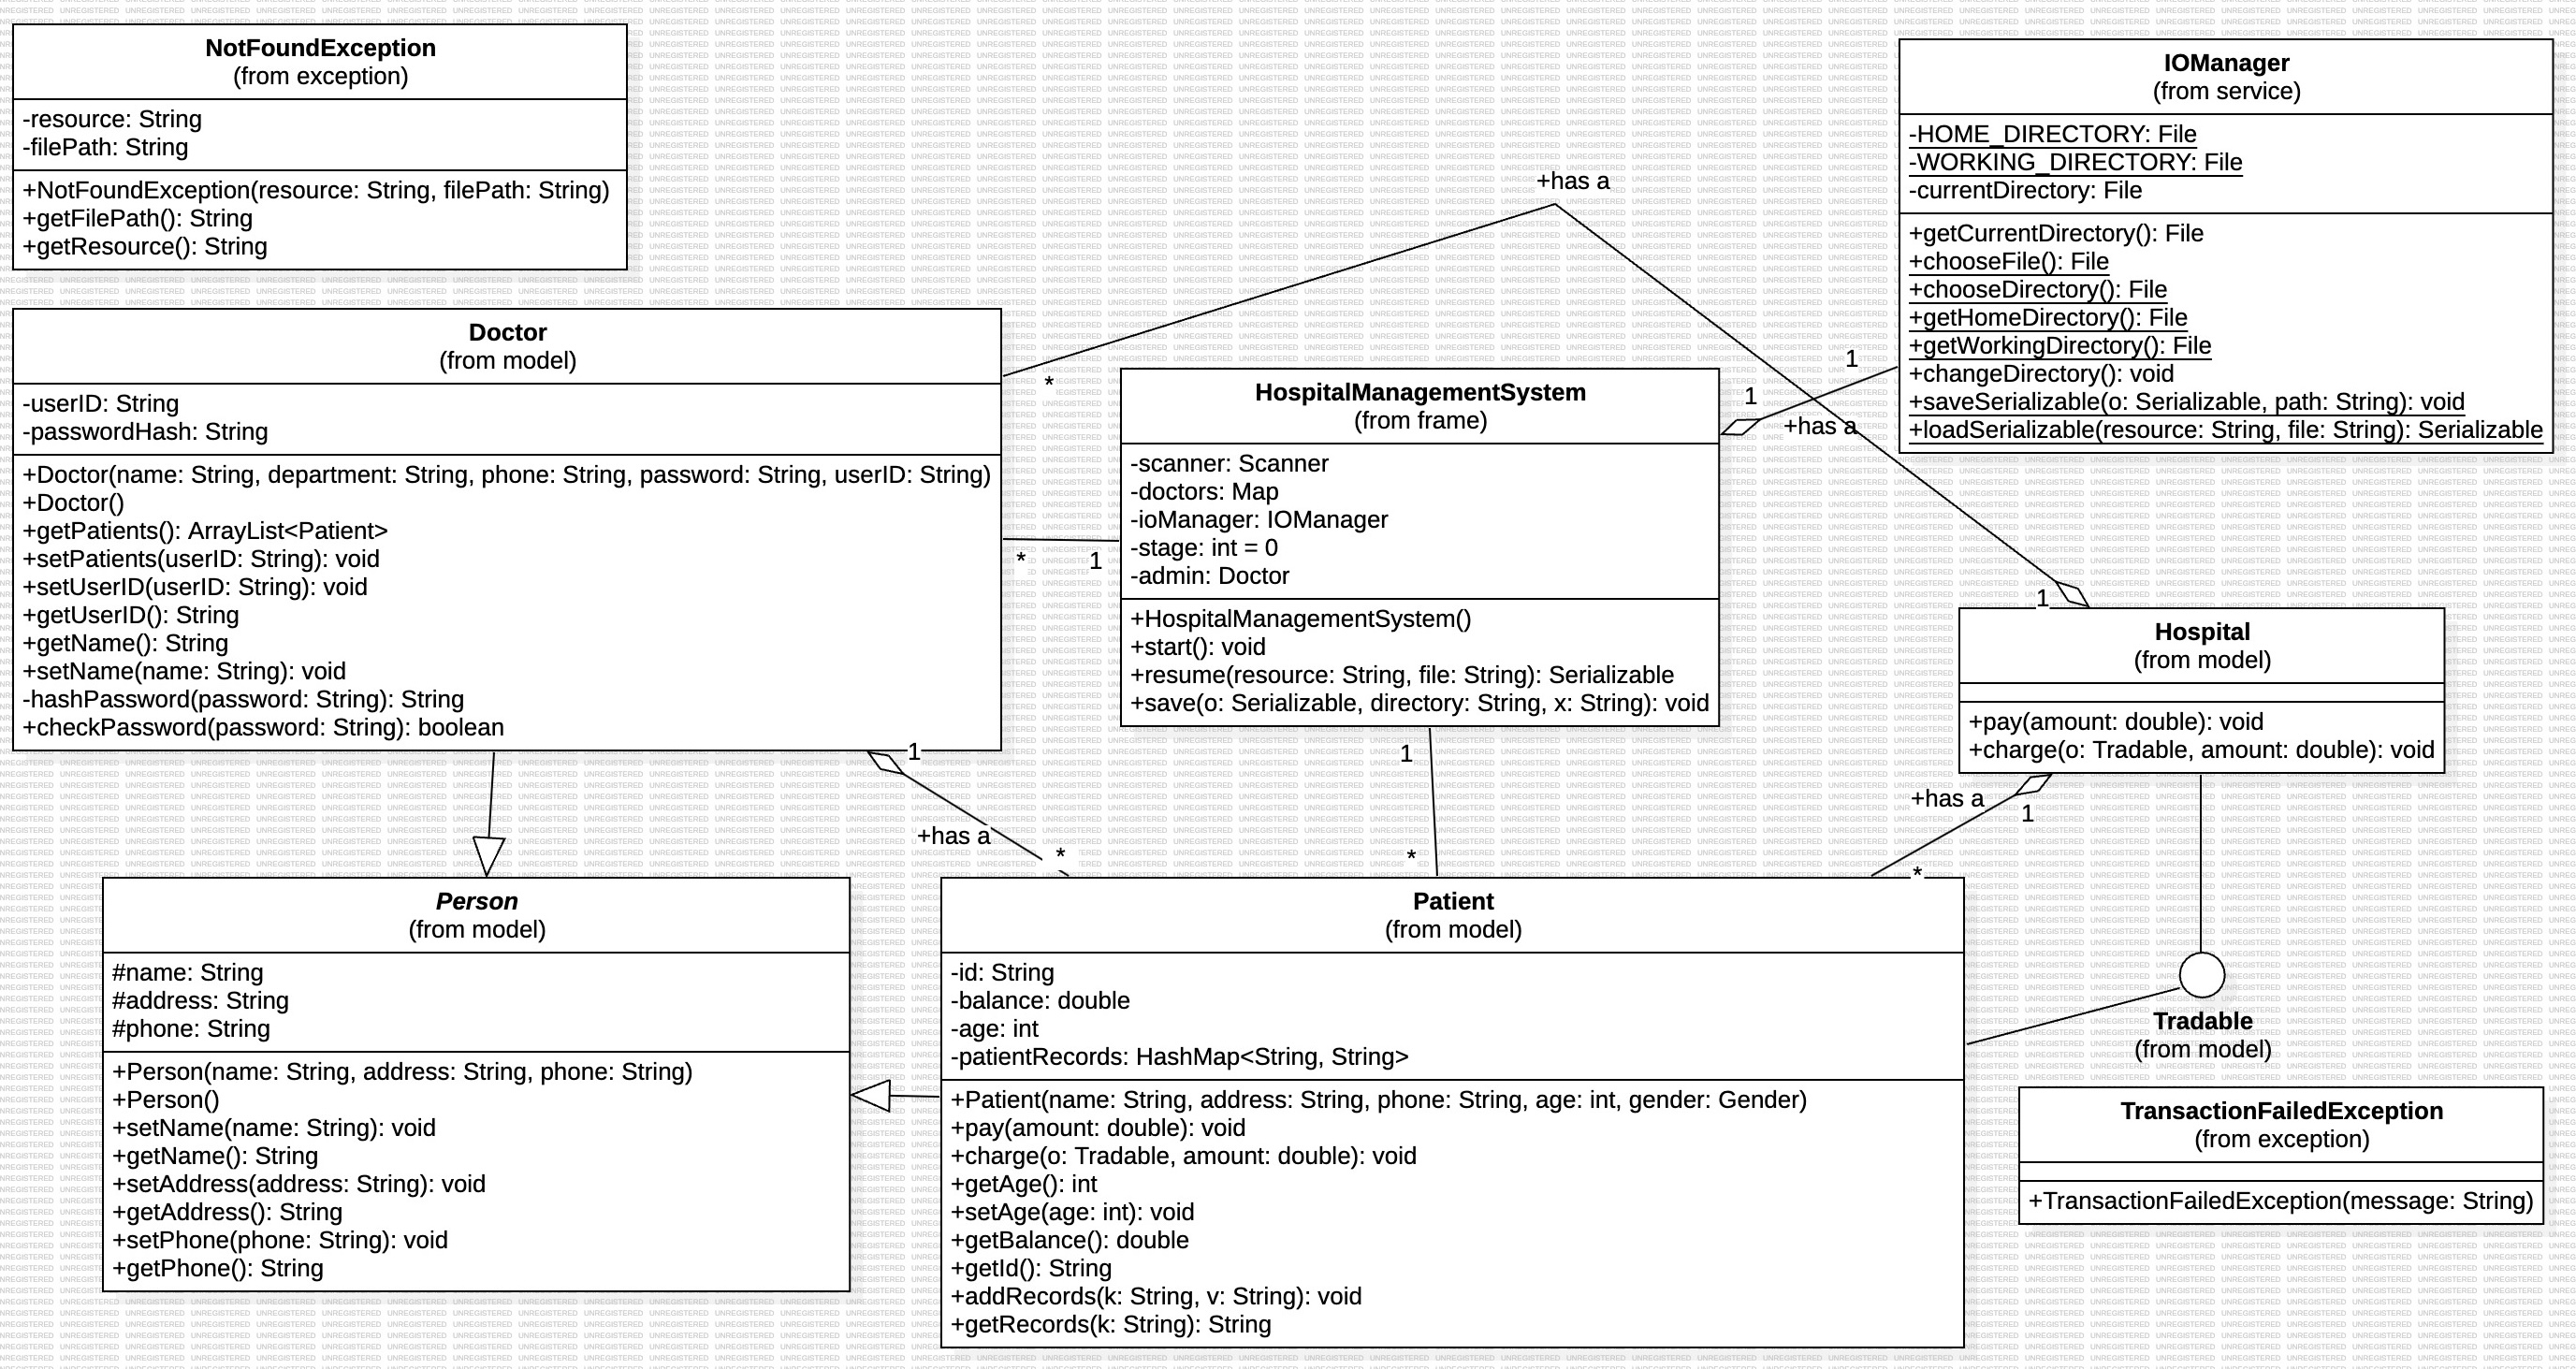 NotFoundException
(from exception)
-resource: String
-filePath: String
+NotFoundException(resource: String, filePath: String)
+getFilePath(): String
+getResource(): String
IOManager
(from service)
-HOME_DIRECTORY: File
-WORKING_DIRECTORY: File
-currentDirectory: File
+getCurrentDirectory(): File
+chooseFile(): File
+chooseDirectory(): File
+getHomeDirectory(): File
+getWorkingDirectory(): File
+changeDirectory(): void
+saveSerializable(o: Serializable, path: String): void
+loadSerializable(resource: String, file: String): Serializable
+has a
Doctor
(from model)
-userID: String
-passwordHash: String
+Doctor(name: String, department: String, phone: String, password: String, userID: String)
+Doctor()
+getPatients(): ArrayList<Patient>
+setPatients(userID: String): void
+setUserID(userID: String): void
+getUserID(): String
+getName(): String
+setName(name: String): void
-hashPassword(password: String): String
+checkPassword(password: String): boolean
*
*
1
HospitalManagementSystem
(from frame)
-scanner: Scanner
-doctors: Map
-ioManager: IOManager
-stage: int = 0
-admin: Doctor
+HospitalManagementSystem()
+start(): void
+resume(resource: String, file: String): Serializable
+save(o: Serializable, directory: String, x: String): void
1
1
+has a
1
Hospital
(from model)
+pay(amount: double): void
+charge(o: Tradable, amount: double): void
1
+has a
*
1
*
+has a
1
*
Person
(from model)
#name: String
#address: String
#phone: String
+Person(name: String, address: String, phone: String)
+Person()
+setName(name: String): void
+getName(): String
+setAddress(address: String): void
+getAddress(): String
+setPhone(phone: String): void
+getPhone(): String
Patient
(from model)
-id: String
-balance: double
-age: int
-patientRecords: HashMap<String, String>
+Patient(name: String, address: String, phone: String, age: int, gender: Gender)
+pay(amount: double): void
+charge(o: Tradable, amount: double): void
+getAge(): int
+setAge(age: int): void
+getBalance(): double
+getId(): String
+addRecords(k: String, v: String): void
+getRecords(k: String): String
Tradable
(from model)
TransactionFailedException
(from exception)
+TransactionFailedException(message: String)
UNREGISTERED